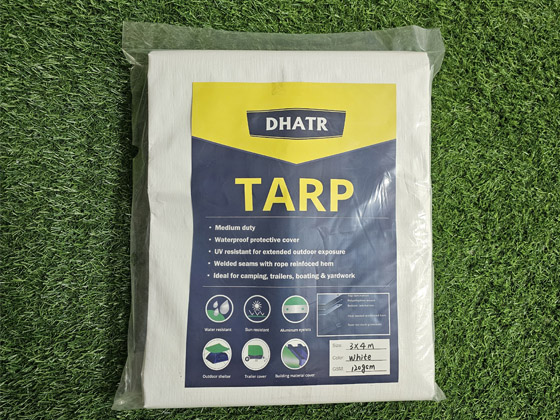 DHATR
TARP
• Medium duty
• Waterproof protective cover
• UV resistant for extended outdoor exposure
• Welded seams with rope reinfoced hem
• Ideal for camping, trailers, boating & yardwork
Water resistant
Sun-resistant
Aluminum eyelets
Outdoor shelter
Trailer cover
Building material cover
Size: 3X4m
Color: White
GSM: 120gsm